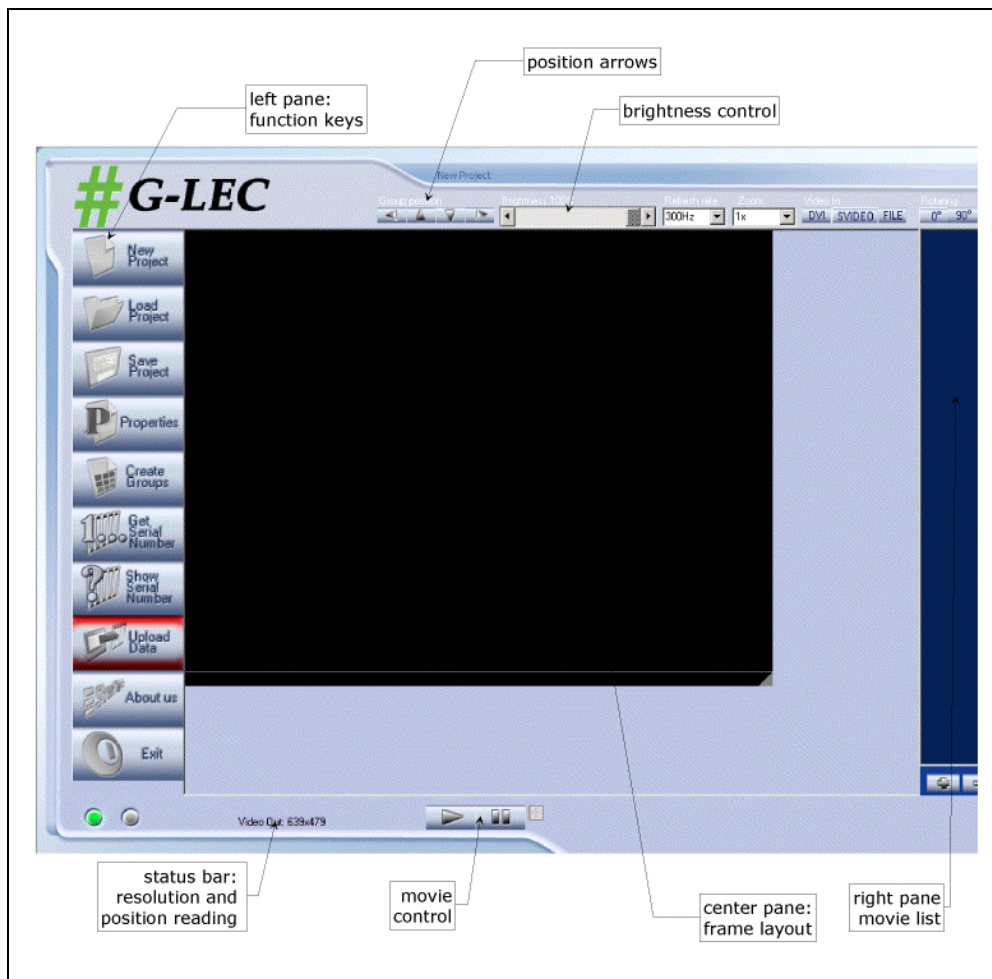 position arrows
left pane:
function keys
brightness control
New Project
#G-LEC
Group position
Refresh rate
Zoom
Video In
Rotating
300Hz
1x
DVI SVIDEO FILE
0° 90°
New
Project
Load
Project
Save
Project
Properties
Create
Groups
Get
Serial
Number
Show
Serial
Number
Upload
Data
About us
Exit
Video Out: 639x479
status bar:
resolution and
position reading
movie
control
center pane:
frame layout
right pane
movie list